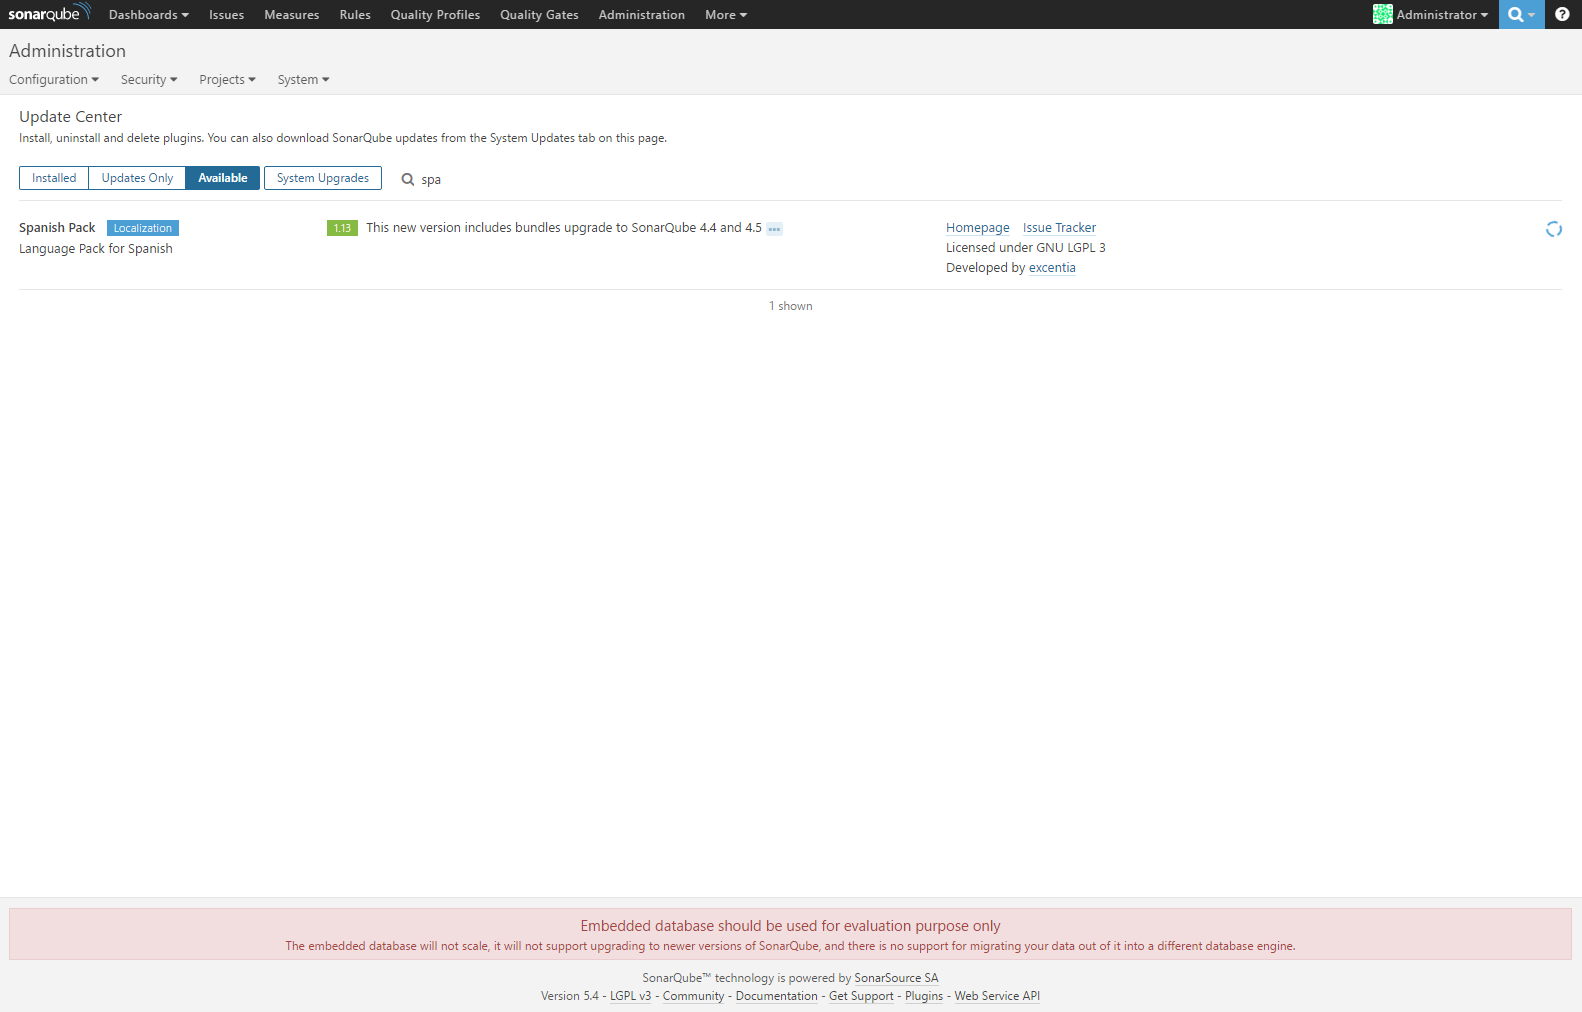 sonarqube Dashboards Issues Measures Rules Quality Profiles Quality Gates Administration More Administrator
Administration
Configuration Security Projects System
Update Center
Install, uninstall and delete plugins. You can also download SonarQube updates from the System Updates tab on this page.
Installed Updates Only Available System Upgrades spa
Spanish Pack Localization 1.13 This new version includes bundles upgrade to SonarQube 4.4 and 4.5 Homepage Issue Tracker
Language Pack for Spanish Licensed under GNU LGPL 3
Developed by excentia
1 shown
Embedded database should be used for evaluation purpose only
The embedded database will not scale, it will not support upgrading to newer versions of SonarQube, and there is no support for migrating your data out of it into a different database engine.
SonarQube™ technology is powered by SonarSource SA
Version 5.4 - LGPL v3 - Community - Documentation - Get Support - Plugins - Web Service API